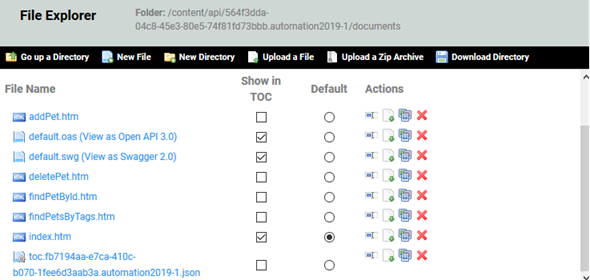 File Explorer
Folder: /content/api/564f3dda-
04c8-45e3-80e5-74f81fd73bbb.automation2019-1/documents
Go up a Directory New File New Directory Upload a File Upload a Zip Archive Download Directory
File Name Show in TOC Default Actions
addPet.htm
default.oas (View as Open API 3.0)
default.swg (View as Swagger 2.0)
deletePet.htm
findPetById.htm
findPetsByTags.htm
index.htm
toc.fb7194aa-e7ca-410c-
b070-1fee6d3aab3a.automation2019-1.json